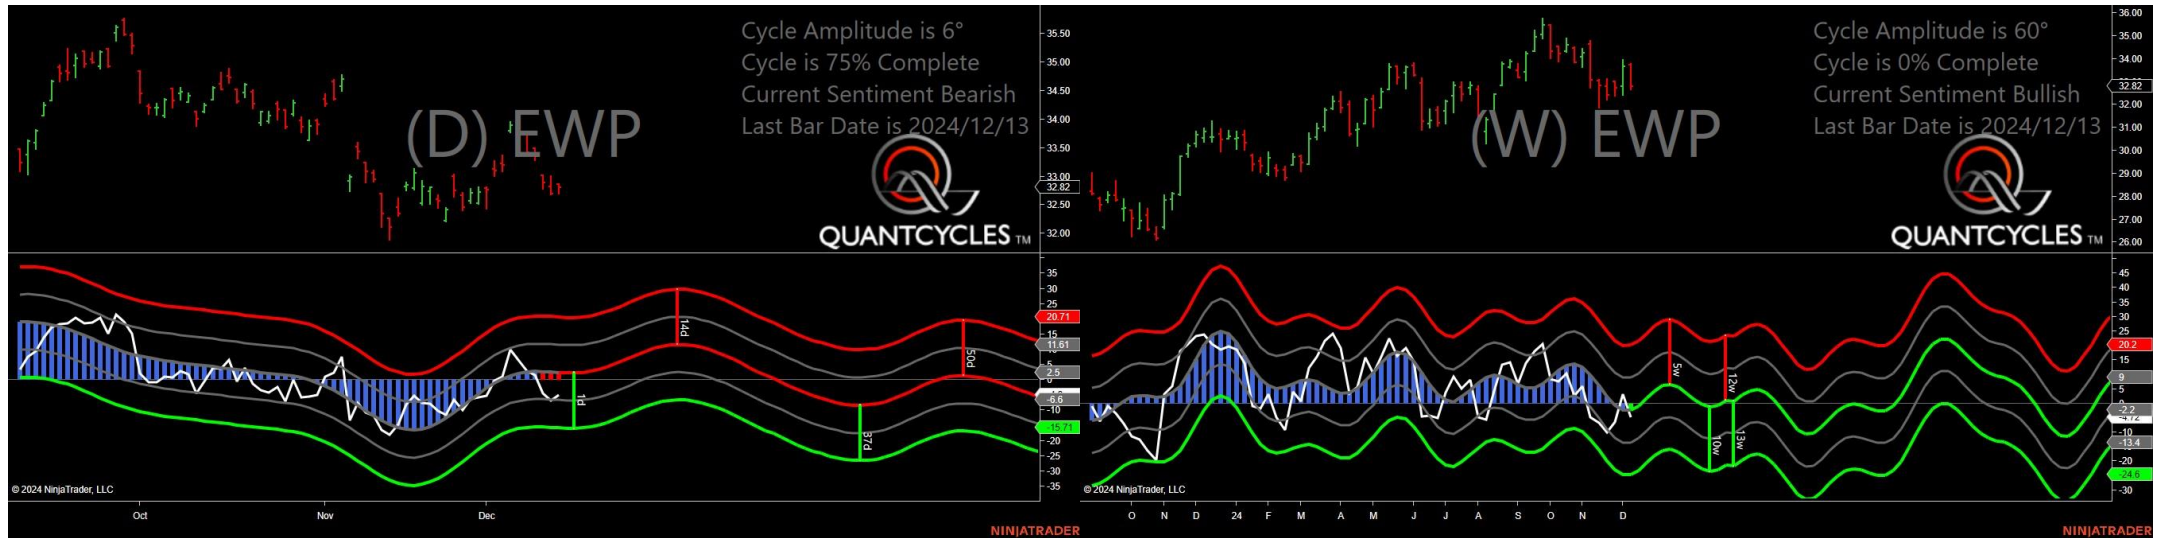 Cycle Amplitude is 6°
Cycle is 75% Complete
Current Sentiment Bearish
Last Bar Date is 2024/12/13
(D) EWP
QUANTCYCLES TM
35.50
35.00
34.50
34.00
33.50
33.00
32.82
32.50
32.00
35
30
25
20.71
15
11.61
5
2.5
0
-6.6
-10
-15.71
-20
-25
-30
-35
14d
50d
1d
37d
© 2024 NinjaTrader, LLC
Oct
Nov
Dec
NINJATRADER
Cycle Amplitude is 60°
Cycle is 0% Complete
Current Sentiment Bullish
Last Bar Date is 2024/12/13
(W) EWP
QUANTCYCLES TM
36.00
35.00
34.00
32.82
32.00
31.00
30.00
29.00
28.00
27.00
26.00
45
40
35
30
25
20.2
15
9
5
0
-2.2
-4.72
-10
-13.4
-20
-24.6
-30
5w
12w
10w
13w
© 2024 NinjaTrader, LLC
O
N
D
24
F
M
A
M
J
J
A
S
O
N
D
NINJATRADER